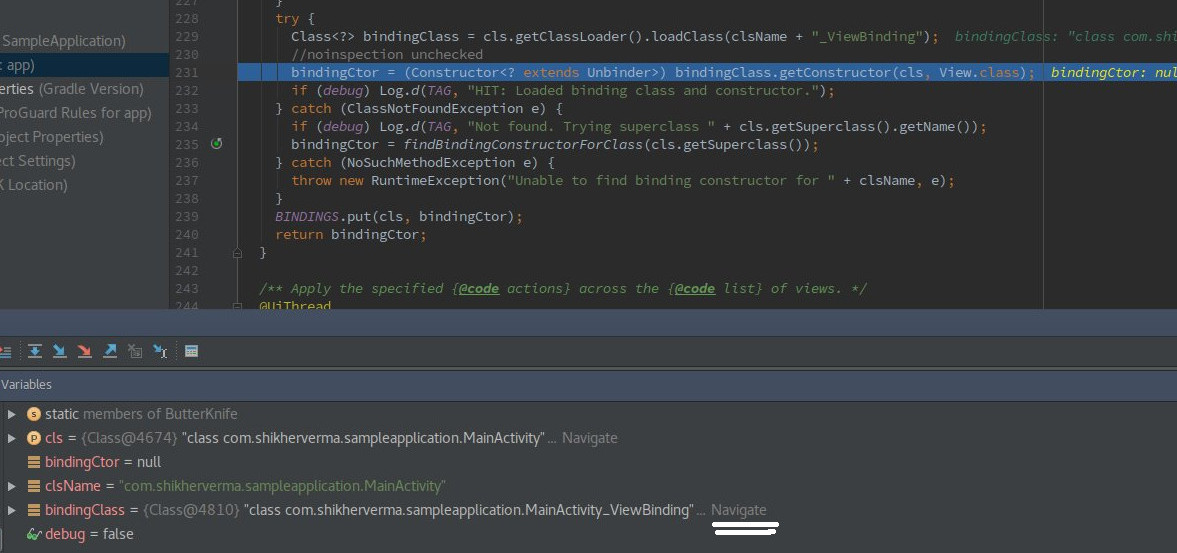 227 }
228 try {
SampleApplication)
229 Class<?> bindingClass = cls.getClassLoader().loadClass(clsName + "_ViewBinding"); bindingClass: "class com.shi
230 //noinspection unchecked
: app)
231 bindingCtor = (Constructor<? extends Unbinder>) bindingClass.getConstructor(cls, View.class); bindingCtor: nul
erties (Gradle Version)
232 if (debug) Log.d(TAG, "HIT: Loaded binding class and constructor.");
233 } catch (ClassNotFoundException e) {
ProGuard Rules for app)
234 if (debug) Log.d(TAG, "Not found. Trying superclass " + cls.getSuperclass().getName());
oject Properties)
235 bindingCtor = findBindingConstructorForClass(cls.getSuperclass());
ect Settings)
236 } catch (NoSuchMethodException e) {
237 throw new RuntimeException("Unable to find binding constructor for " + clsName, e);
K Location)
238 }
239 BINDINGS.put(cls, bindingCtor);
240 return bindingCtor;
241 }
242
243 /** Apply the specified {@code actions} across the {@code list} of views. */
244 @UiThread
Variables
static members of ButterKnife
cls = {Class@4674} "class com.shikherverma.sampleapplication.MainActivity"... Navigate
bindingCtor = null
clsName = "com.shikherverma.sampleapplication.MainActivity"
bindingClass = {Class@4810} "class com.shikherverma.sampleapplication.MainActivity_ViewBinding"... Navigate
debug = false